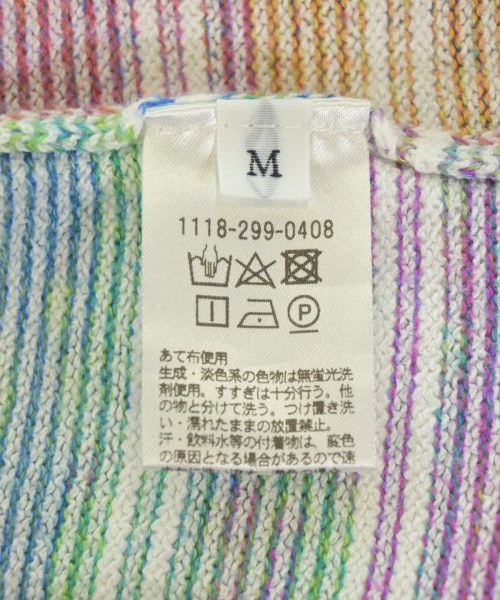 M
1118-299-0408
P
あて布使用
生成・淡色系の色物は無蛍光洗
剤使用。すすぎは十分行う。他
の物と分けて洗う。つけ置き洗
い・濡れたままの放置禁止。
汗・飲料水等の付着物は、変色
の原因となる場合があるので速